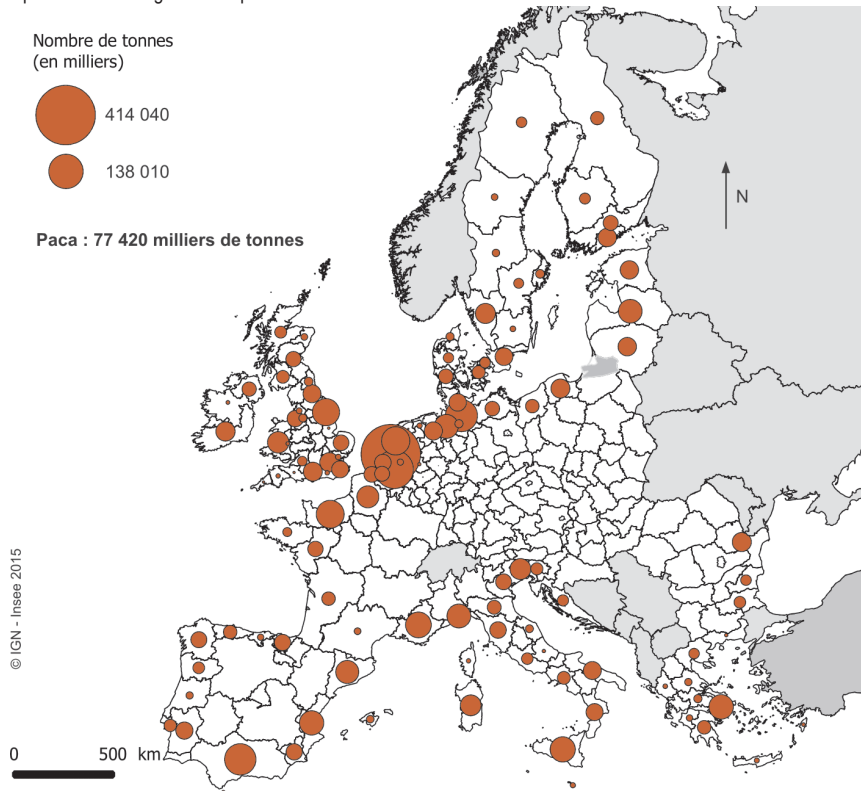 Nombre de tonnes
(en milliers)
414 040
138 010
Paca : 77 420 milliers de tonnes
N
© IGN - Insee 2015
0 500 km